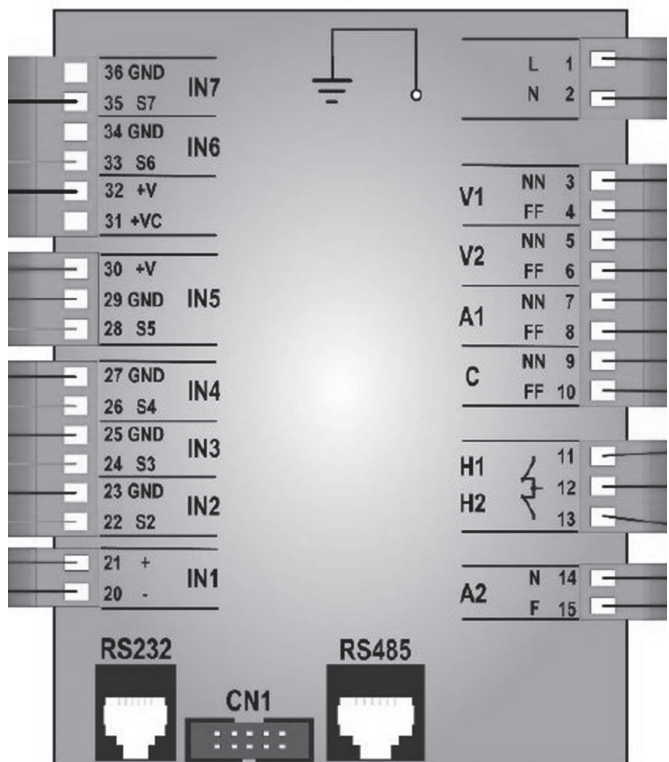 36 GND
35 S7
IN7
34 GND
33 S6
IN6
32 +V
31 +VC
30 +V
29 GND
28 S5
IN5
27 GND
26 S4
IN4
25 GND
24 S3
IN3
23 GND
22 S2
IN2
21 +
20 -
IN1
L 1
N 2
V1
NN 3
FF 4
V2
NN 5
FF 6
A1
NN 7
FF 8
C
NN 9
FF 10
H1
11
12
H2
13
A2
N 14
F 15
RS232
CN1
RS485